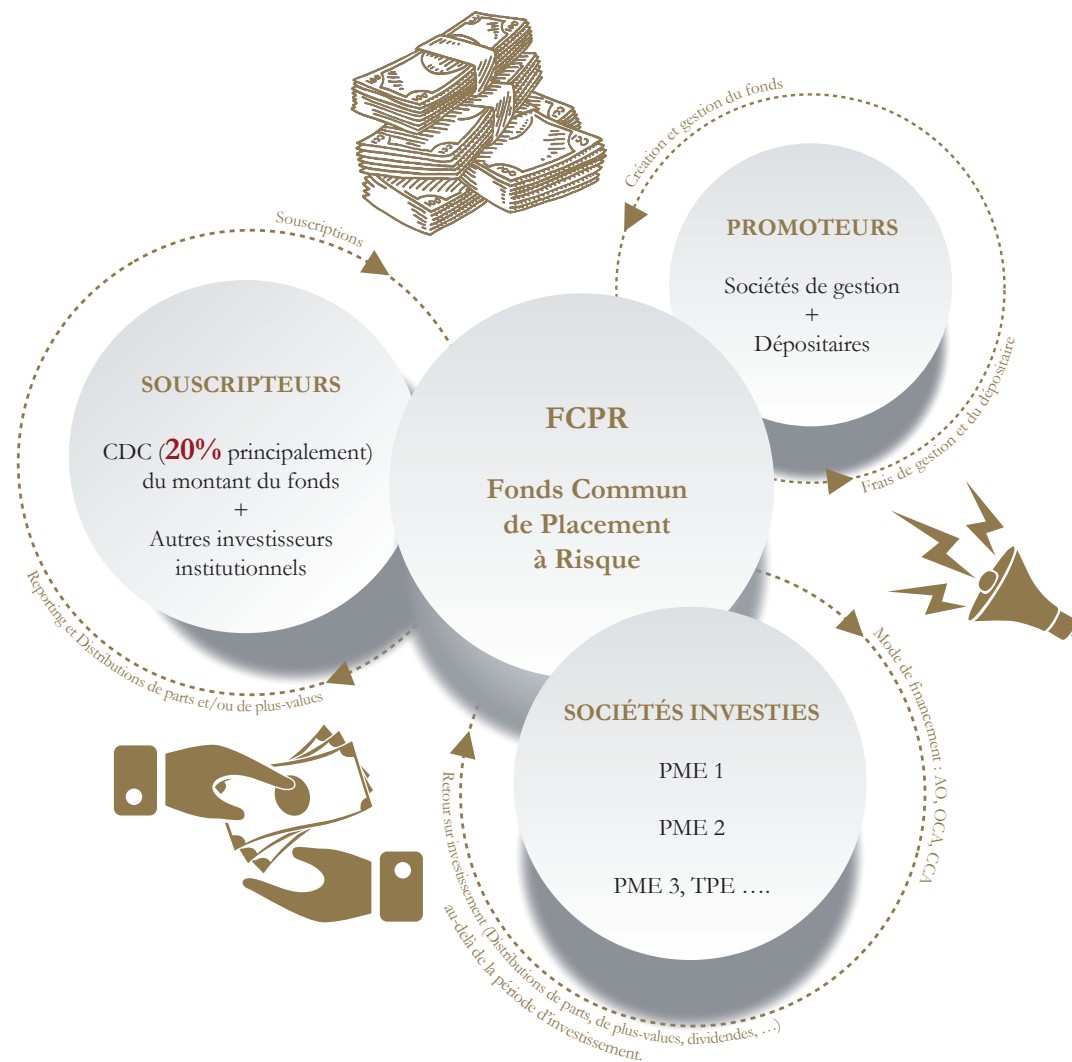 Création et gestion du fonds
PROMOTEURS
Sociétés de gestion
+
Dépositaires
Frais de gestion et du dépositaire
Souscriptions
SOUSCRIPTEURS
CDC (20% principalement)
du montant du fonds
+
Autres investisseurs
institutionnels
Reporting et Distributions de parts et/ou de plus-values
FCPR
Fonds Commun
de Placement
à Risque
Mode de financement : AO, OCA, CCA
SOCIÉTÉS INVESTIES
PME 1
PME 2
PME 3, TPE ….
Retour sur investissement (Distributions de parts, de plus-values, dividendes, …)
au-delà de la période d'investissement.